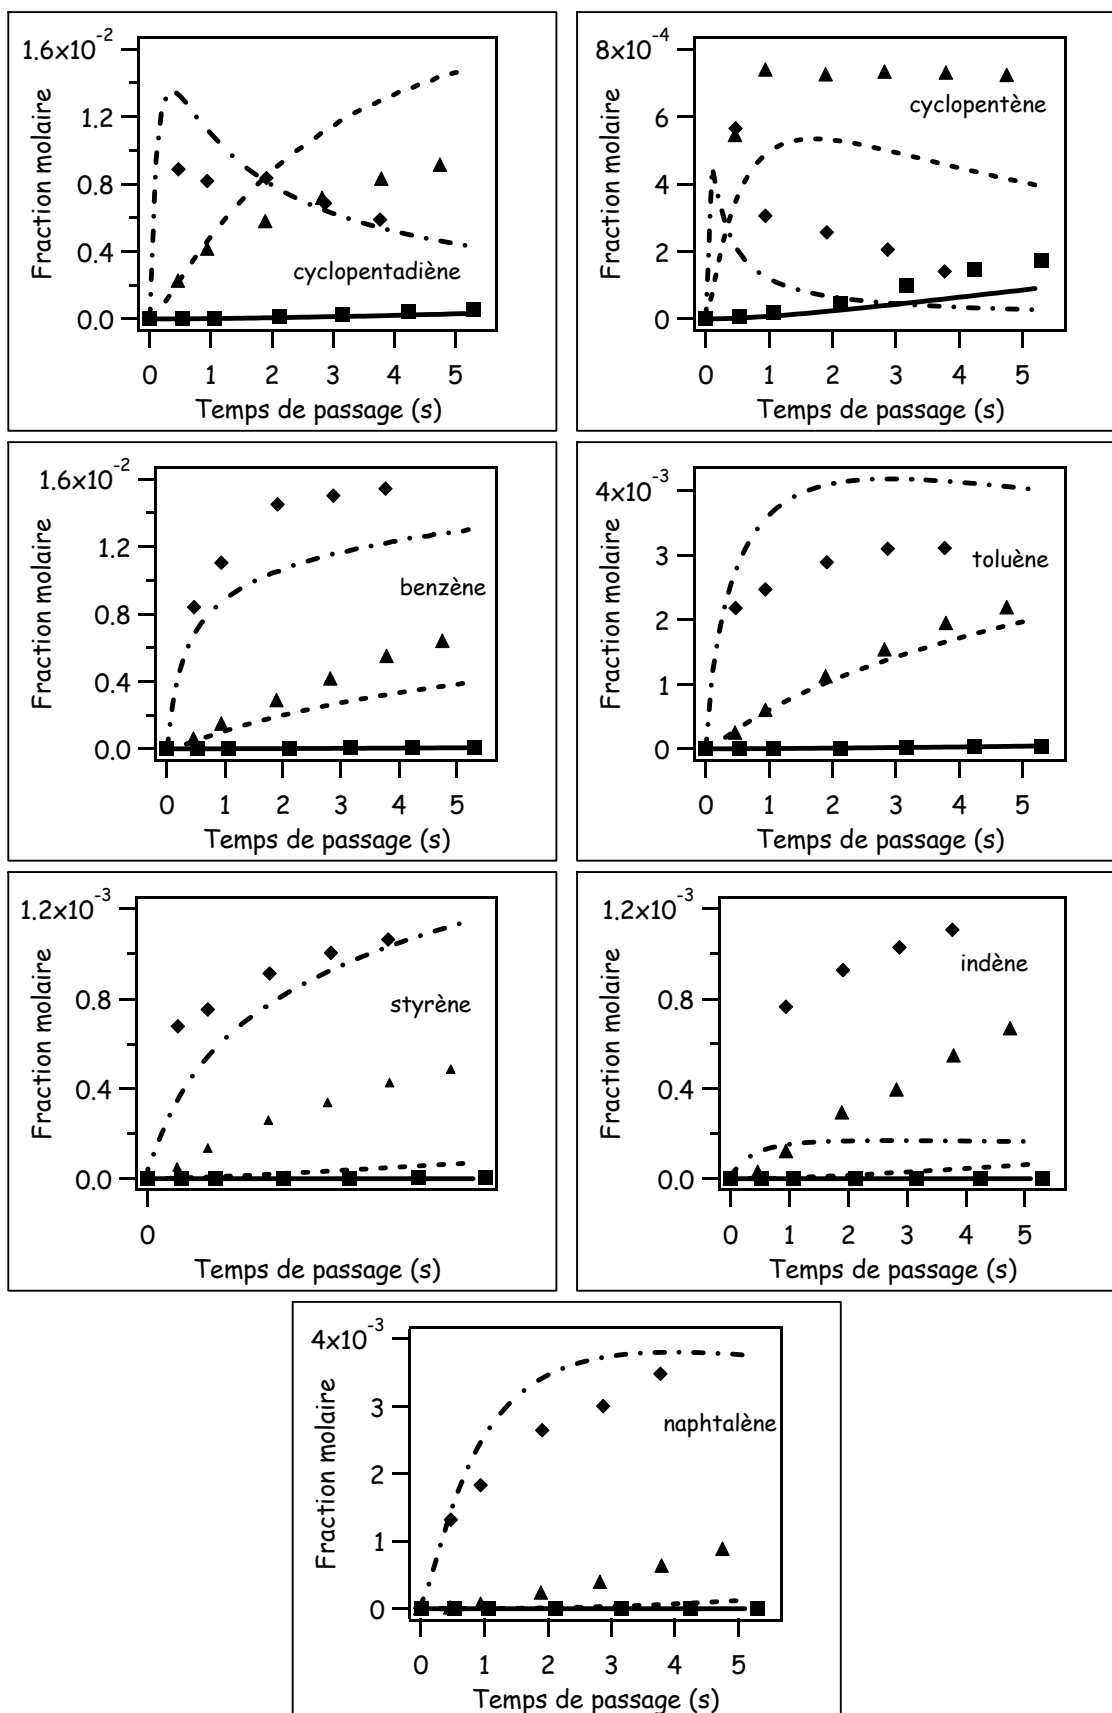 Fraction molaire
1.6x10-2
1.2
0.8
0.4
0.0
cyclopentadiène
0 1 2 3 4 5
Temps de passage (s)
Fraction molaire
8x10-4
6
4
2
0
cyclopentène
0 1 2 3 4 5
Temps de passage (s)
Fraction molaire
1.6x10-2
1.2
0.8
0.4
0.0
benzène
0 1 2 3 4 5
Temps de passage (s)
Fraction molaire
4x10-3
3
2
1
0
toluène
0 1 2 3 4 5
Temps de passage (s)
Fraction molaire
1.2x10-3
0.8
0.4
0.0
styrène
0
Temps de passage (s)
Fraction molaire
1.2x10-3
0.8
0.4
0.0
indène
0 1 2 3 4 5
Temps de passage (s)
Fraction molaire
4x10-3
3
2
1
0
naphtalène
0 1 2 3 4 5
Temps de passage (s)